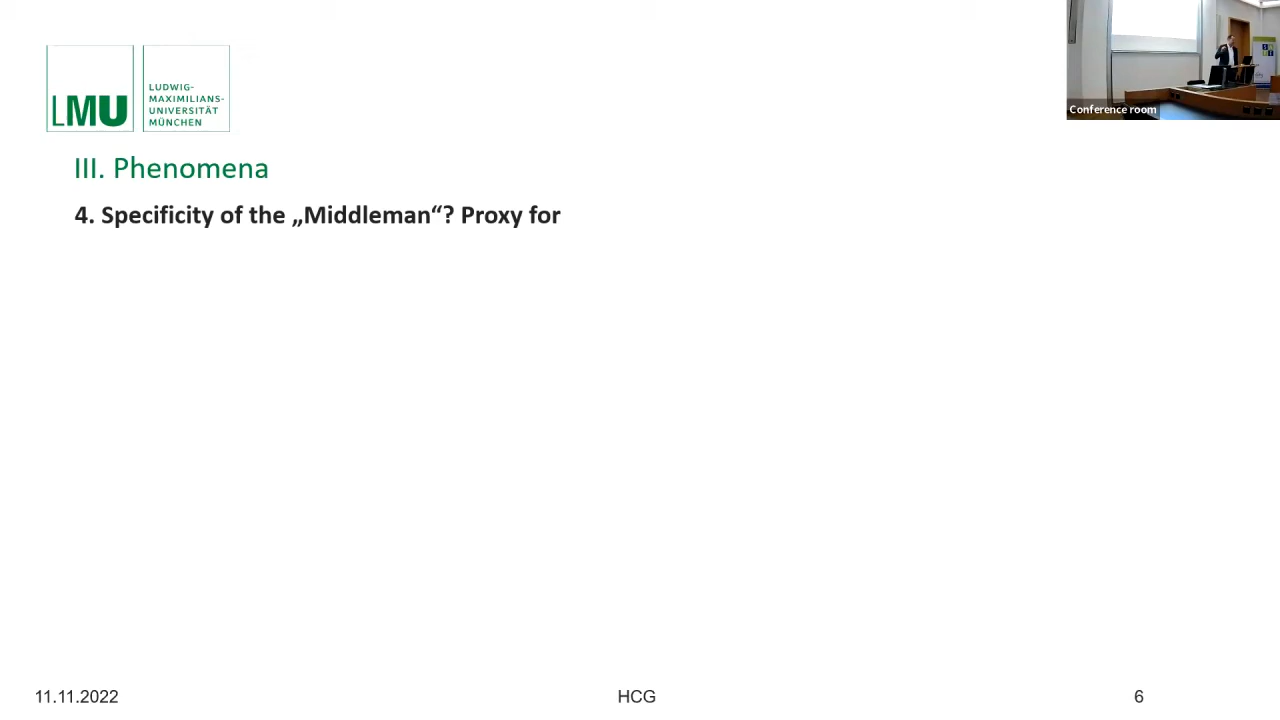 LMU
LUDWIG-
MAXIMILIANS-
UNIVERSITÄT
MÜNCHEN
Conference room
III. Phenomena
4. Specificity of the „Middleman“? Proxy for
11.11.2022
HCG
6